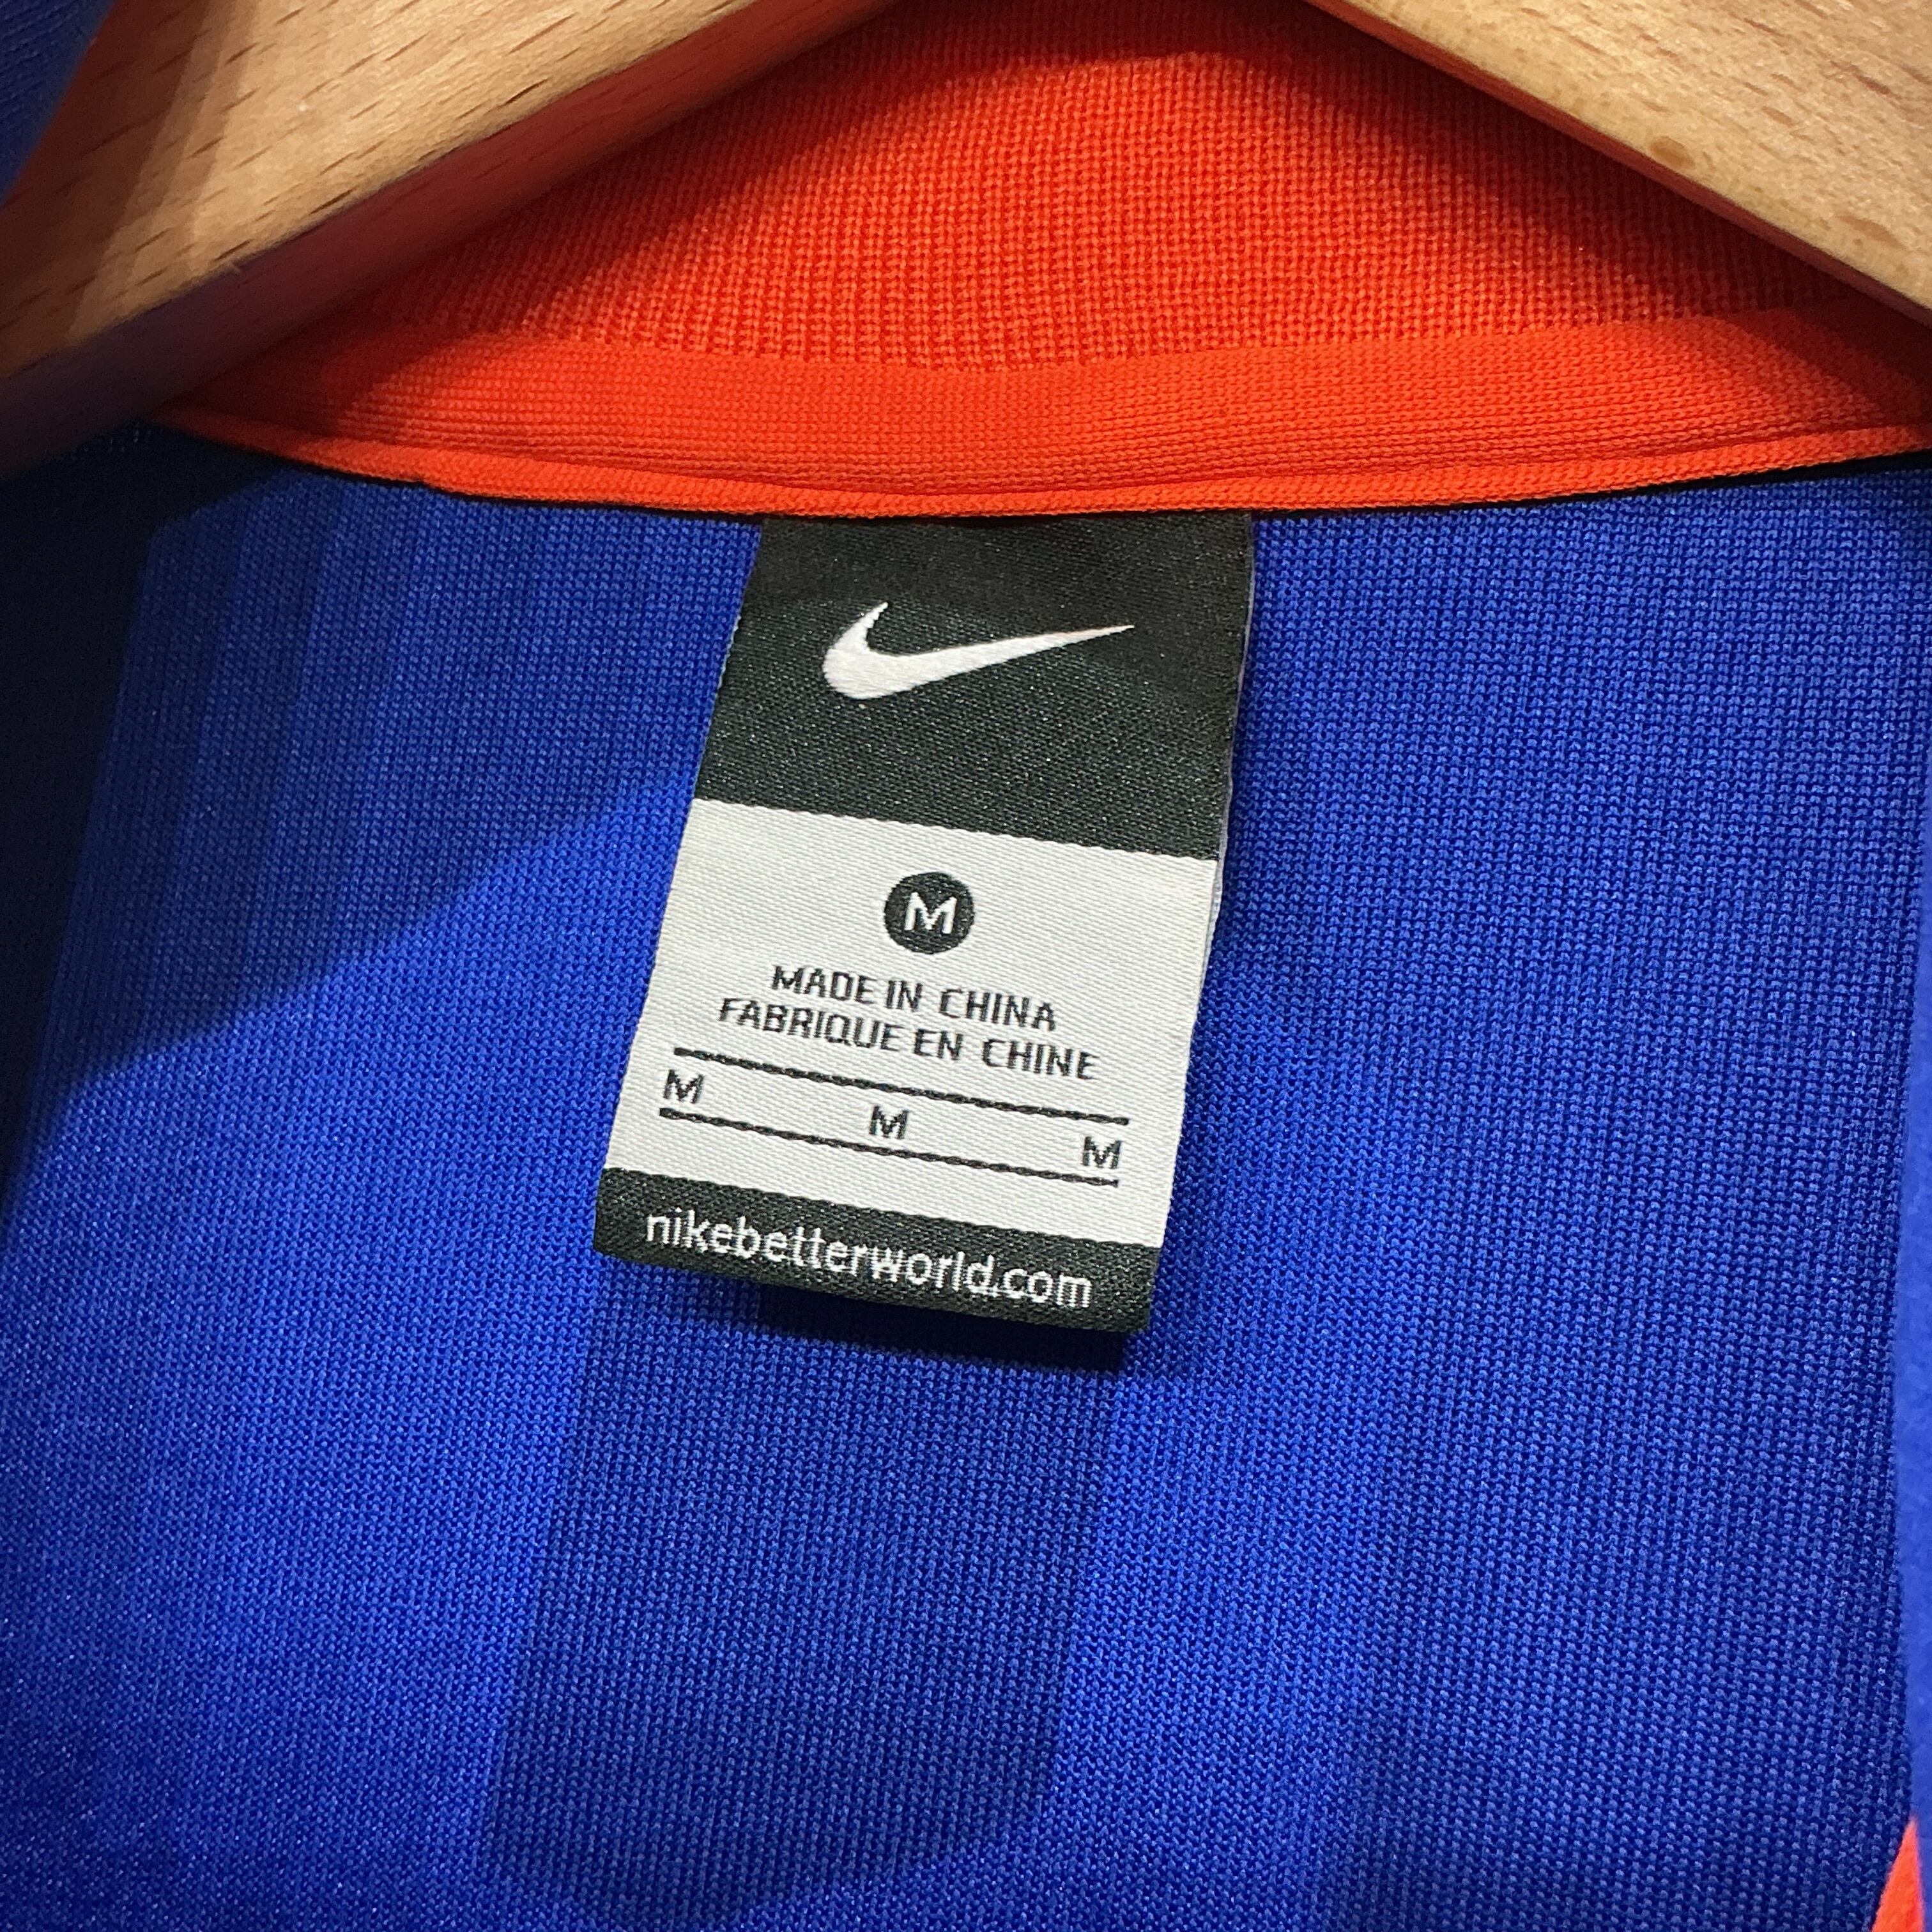 M
MADE IN CHINA
FABRIQUE EN CHINE
M M M
nikebetterworld.com